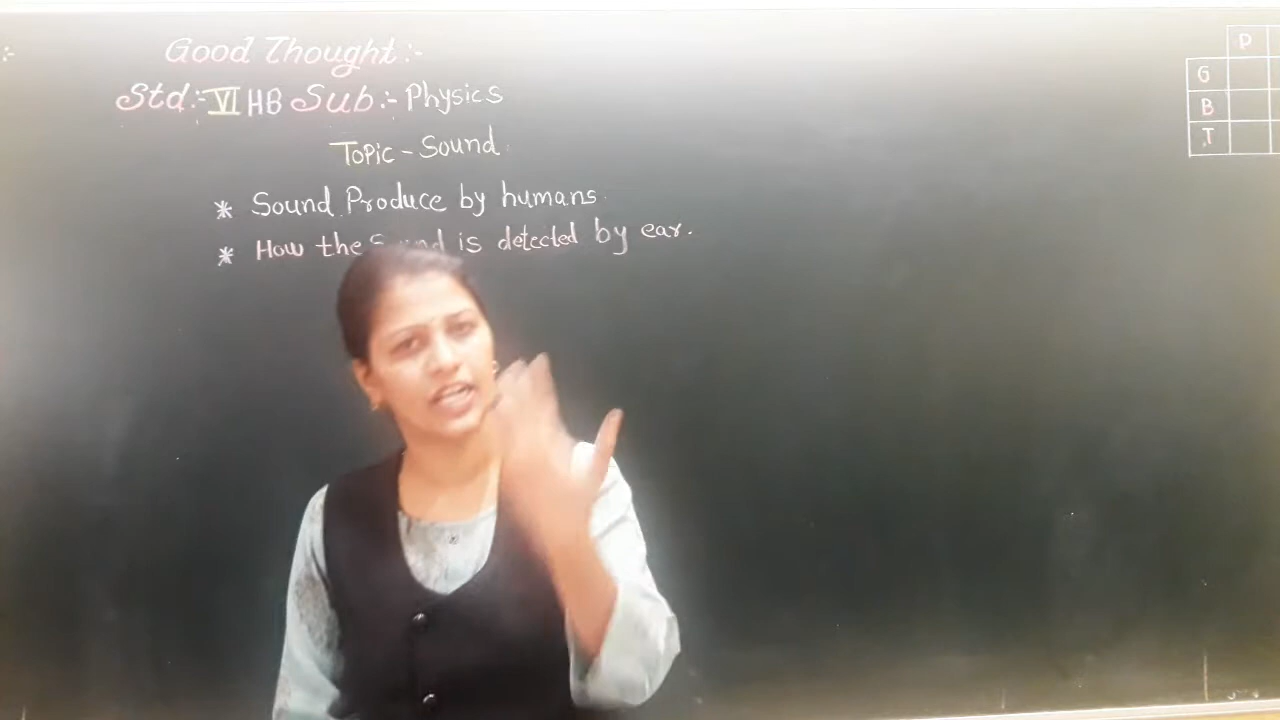 :-
Good Thought:-
Std:- VI HB Sub:- Physics
Topic - Sound
* Sound Produce by humans.
* How the Sound is detected by ear.
P
G
B
T